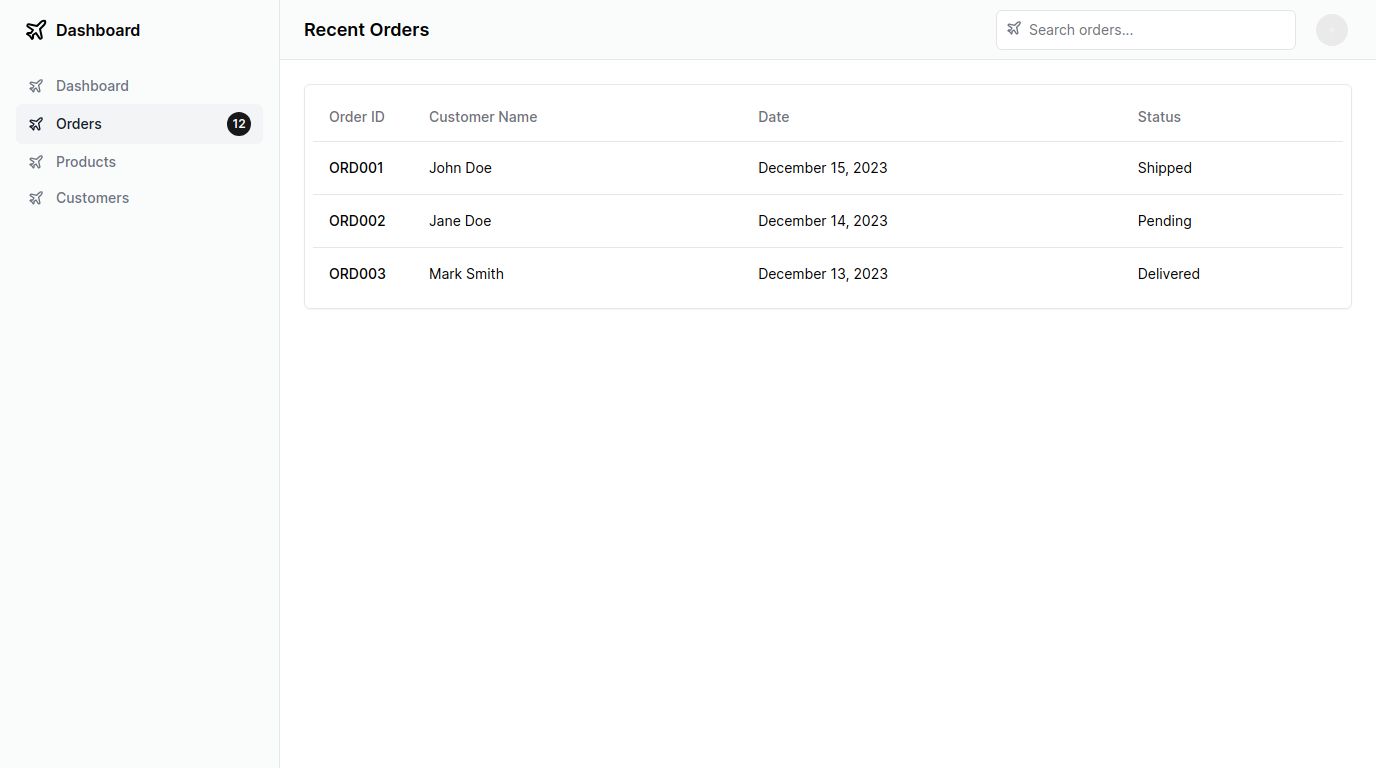 Dashboard
Recent Orders
Search orders...
Dashboard
Orders 12
Products
Customers
Order ID Customer Name Date Status
ORD001 John Doe December 15, 2023 Shipped
ORD002 Jane Doe December 14, 2023 Pending
ORD003 Mark Smith December 13, 2023 Delivered